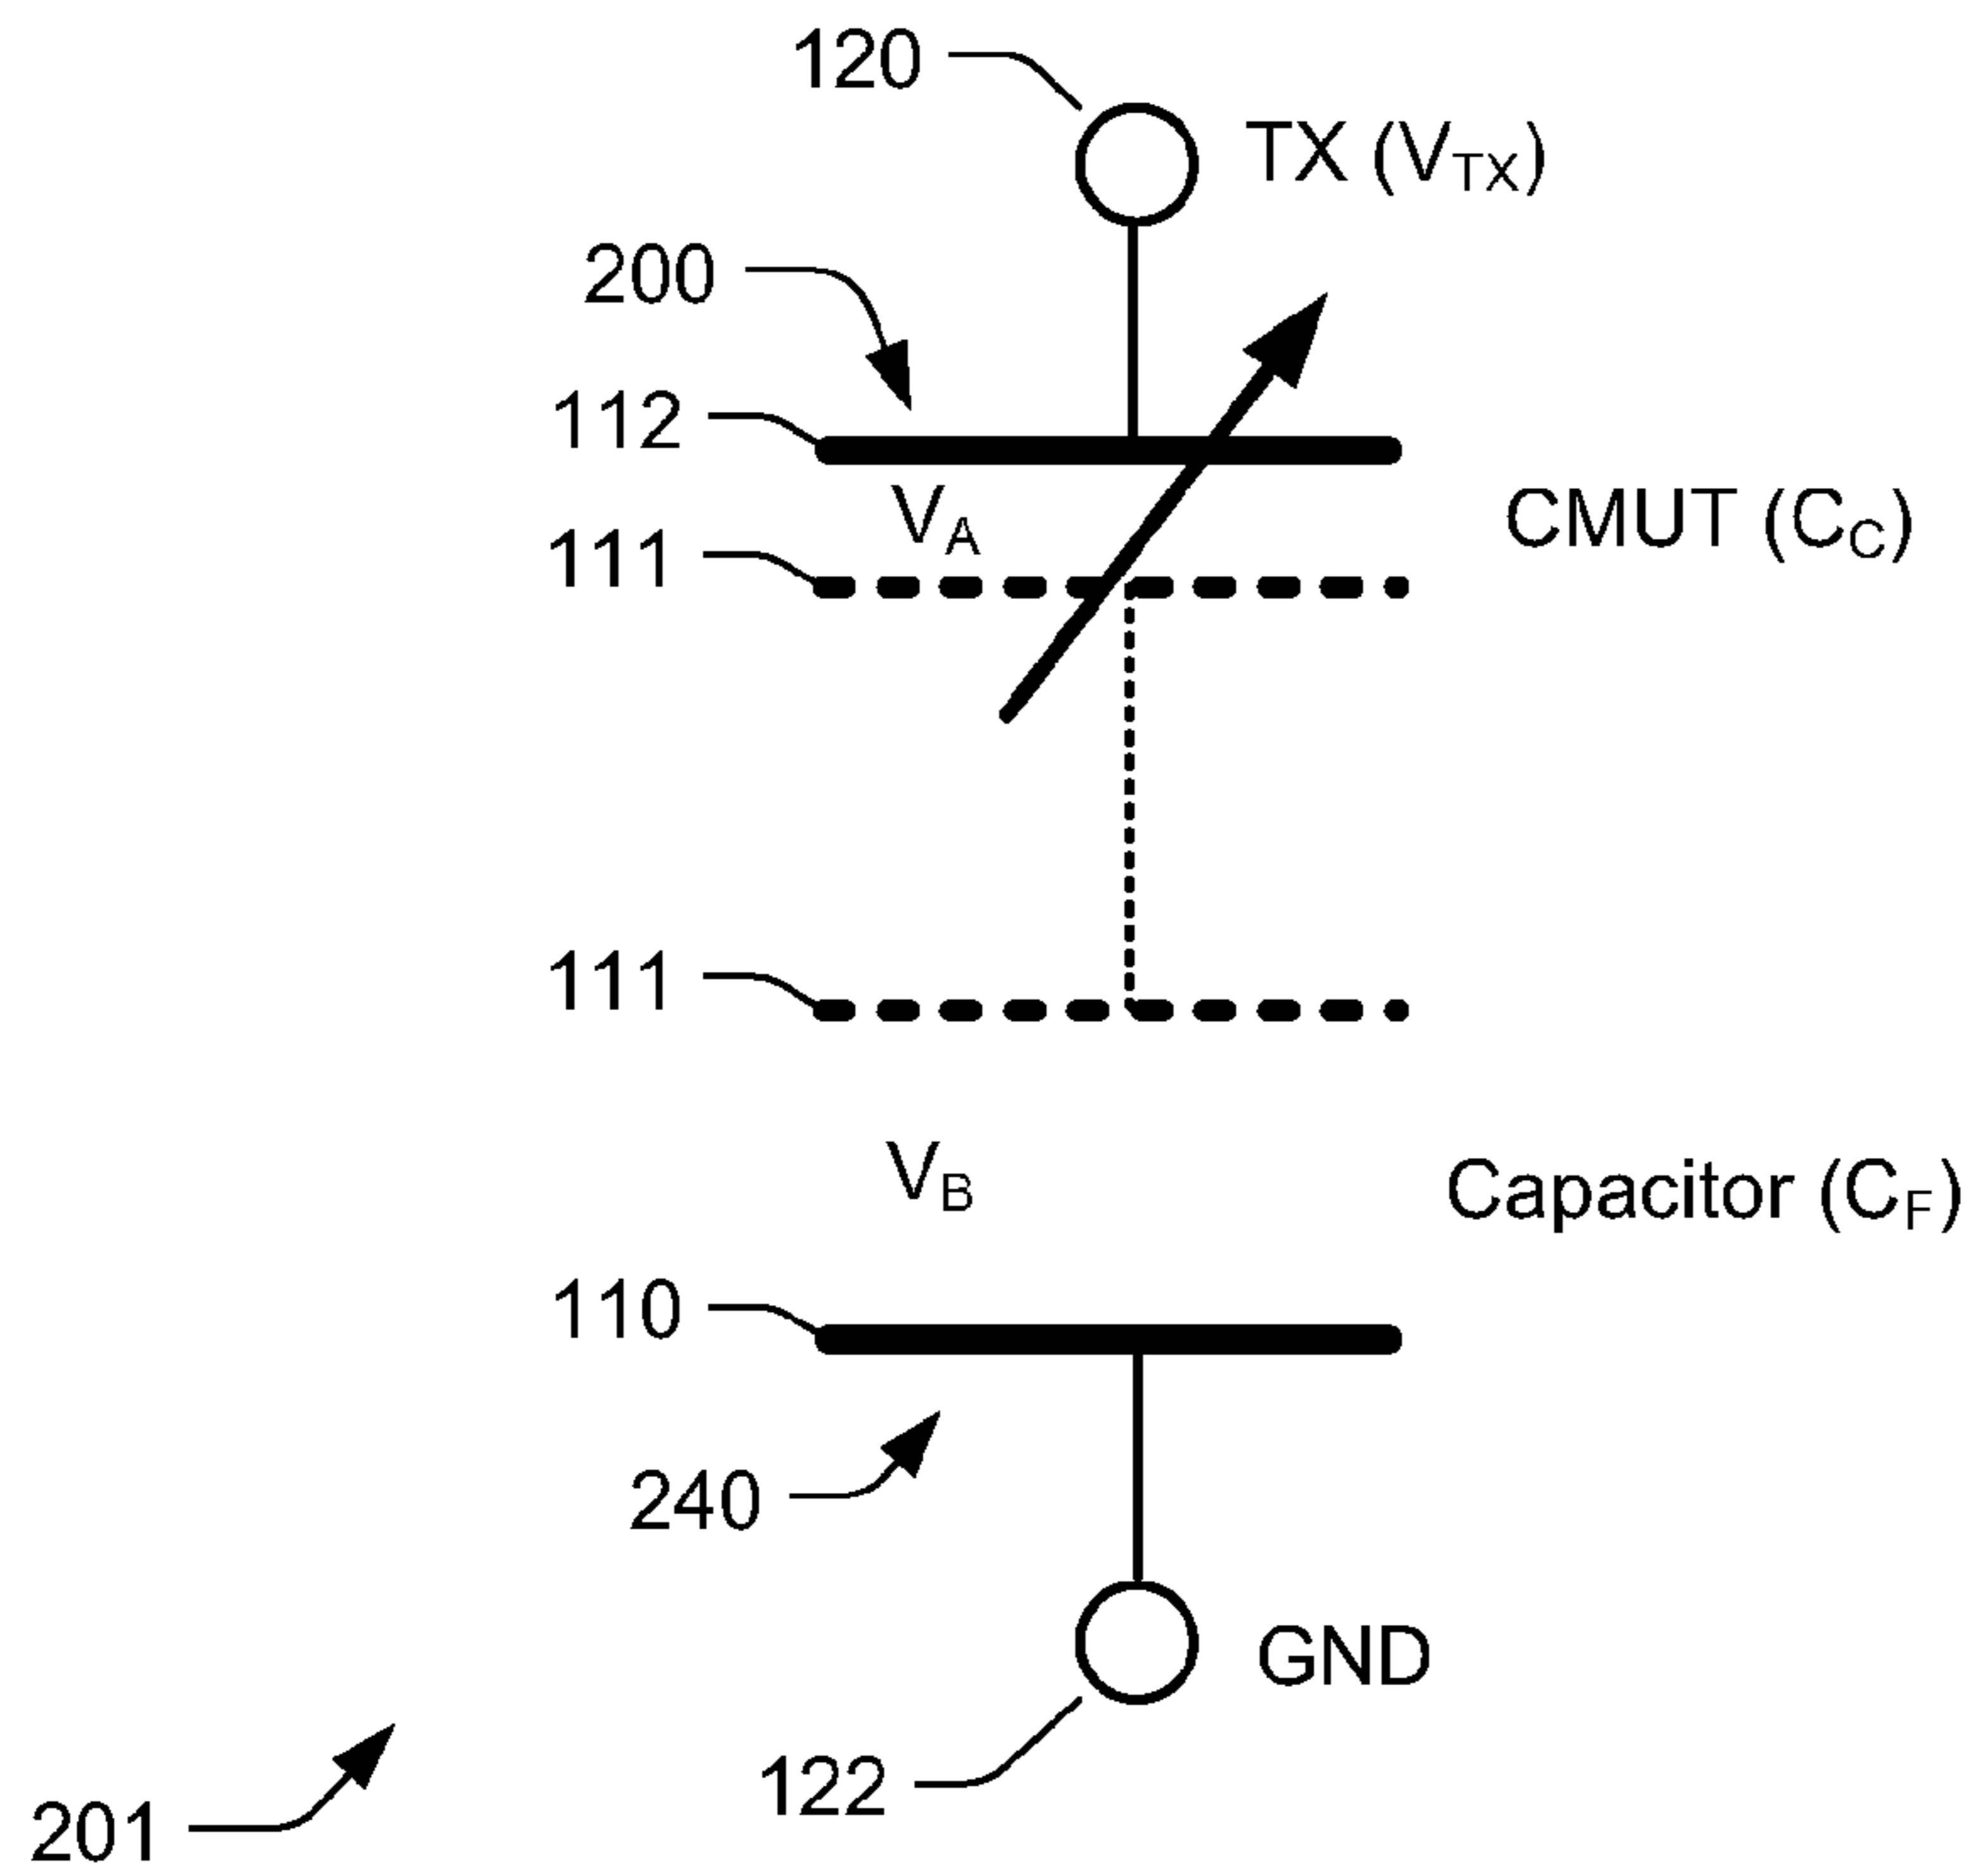 120
TX (VTX)
200
112
VA
CMUT (CC)
111
111
VB
Capacitor (CF)
110
240
GND
122
201